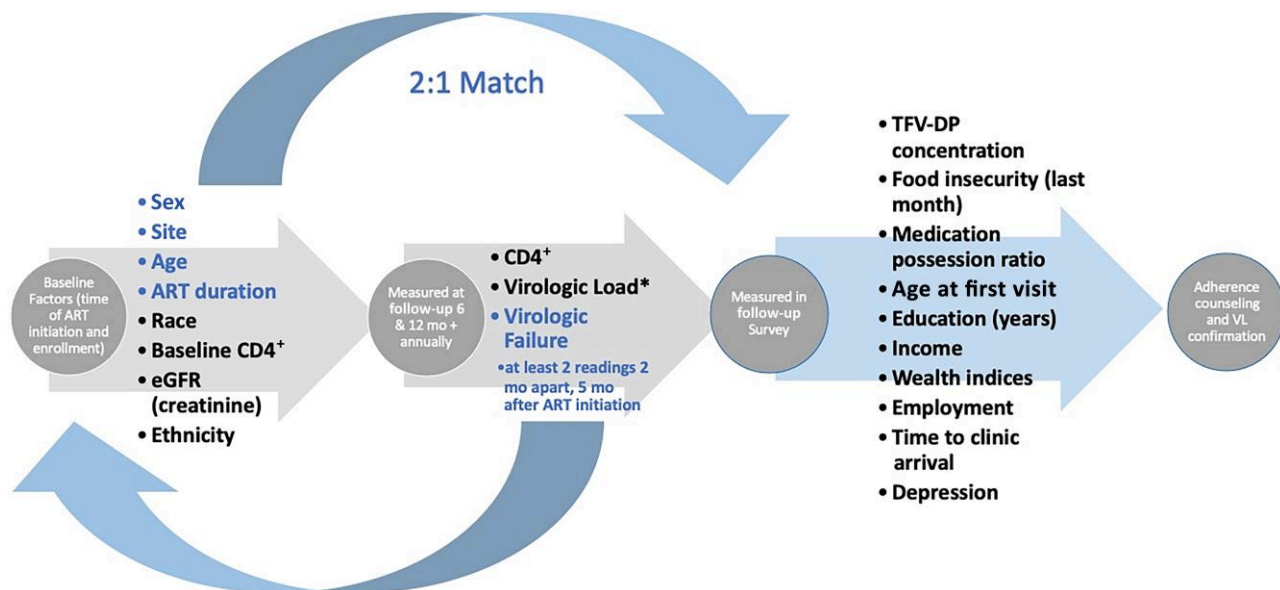 2:1 Match
Baseline
Factors (time
of ART
initiation and
enrollment)
• Sex
• Site
• Age
• ART duration
• Race
• Baseline CD4⁺
• eGFR
(creatinine)
• Ethnicity
Measured at
follow-up 6
& 12 mo +
annually
• CD4⁺
• Virologic Load*
• Virologic
Failure
• at least 2 readings 2
mo apart, 5 mo
after ART initiation
Measured in
follow-up
Survey
• TFV-DP
concentration
• Food insecurity (last
month)
• Medication
possession ratio
• Age at first visit
• Education (years)
• Income
• Wealth indices
• Employment
• Time to clinic
arrival
• Depression
Adherence
counseling
and VL
confirmation